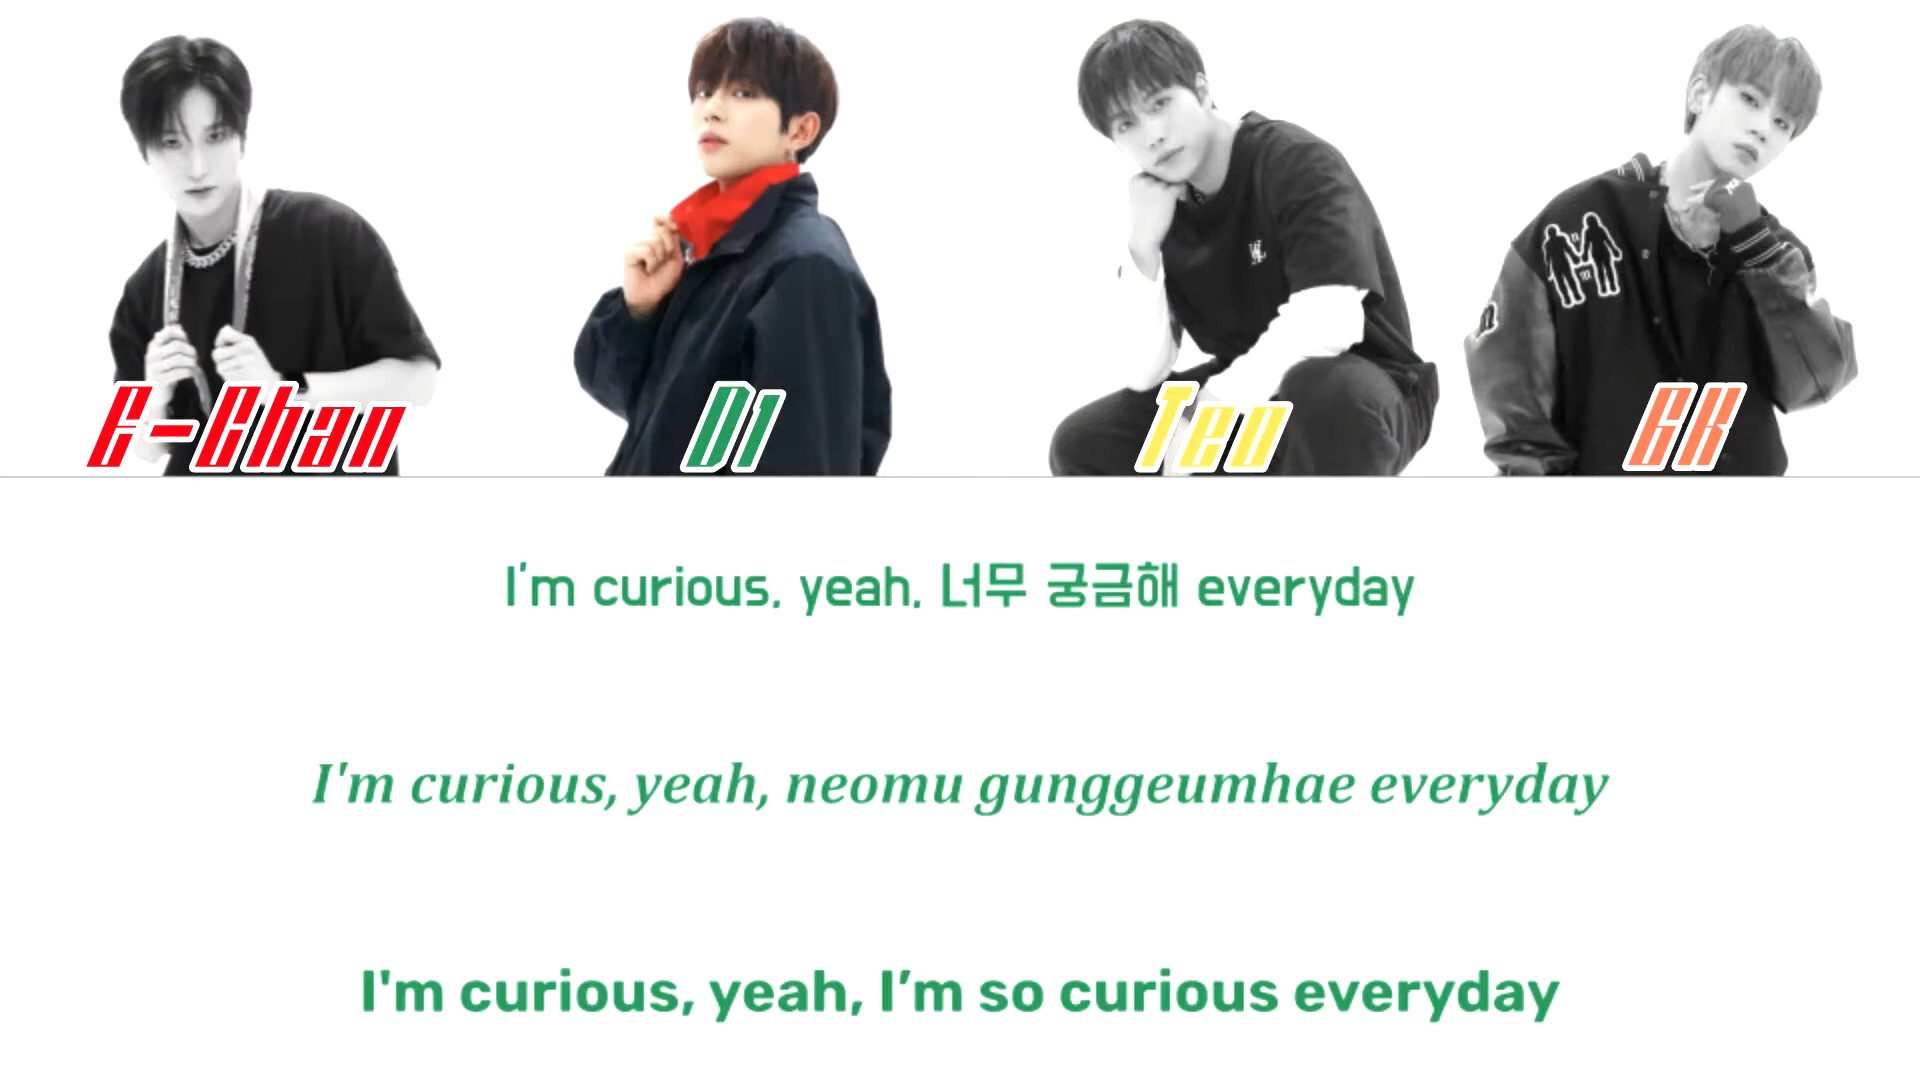 E-Chan
D1
Teo
GK
I'm curious, yeah, 너무 궁금해 everyday
I'm curious, yeah, neomu gunggeumhae everyday
I'm curious, yeah, I’m so curious everyday